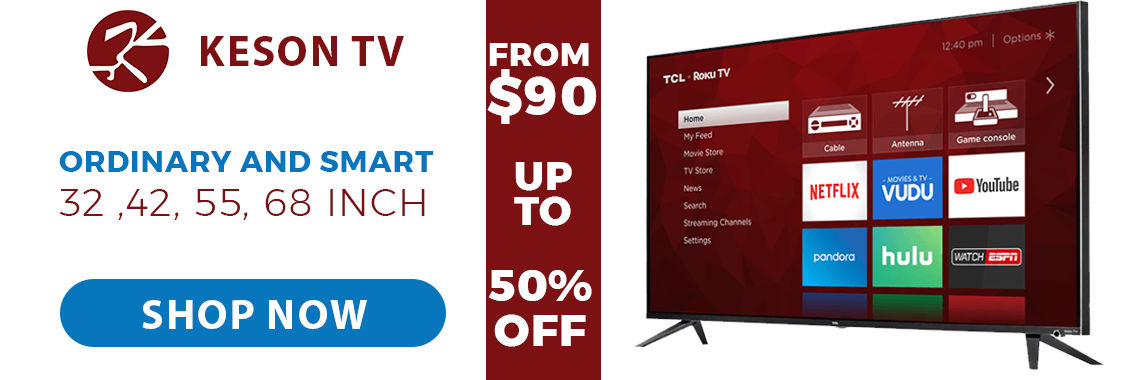 KESON TV
ORDINARY AND SMART
32 ,42, 55, 68 INCH
SHOP NOW
FROM
$90
UP
TO
50%
OFF
12:40 pm | Options *
TCL · Roku TV
Home
My Feed
Movie Store
TV Store
News
Search
Streaming Channels
Settings
Cable
Antenna
Game console
NETFLIX
MOVIES & TV
VUDU
YouTube
pandora
hulu
WATCH ESPN
TCL